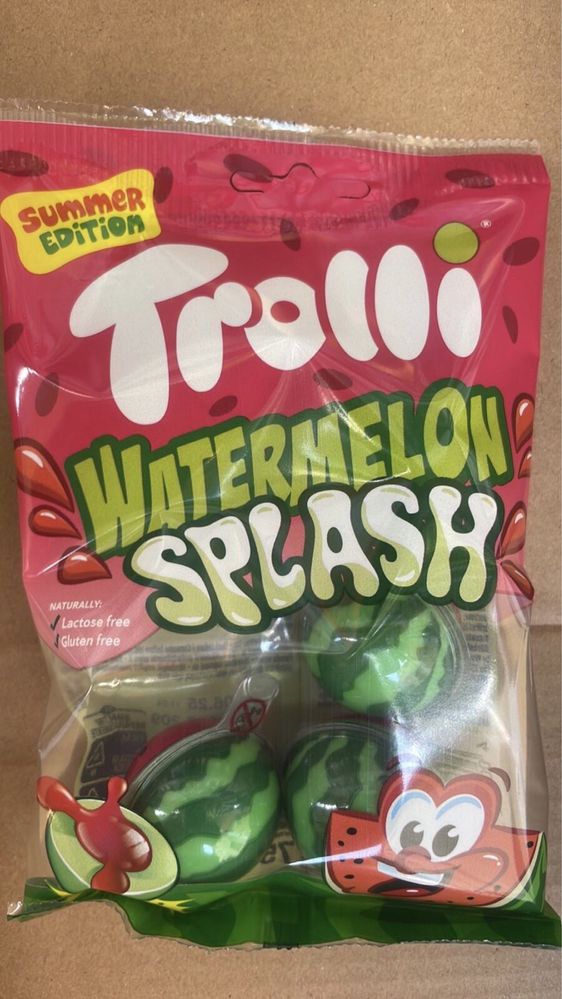 Summer
Edition
Trolli
®
WATERMELON
SPLASH
NATURALLY:
Lactose free
Gluten free